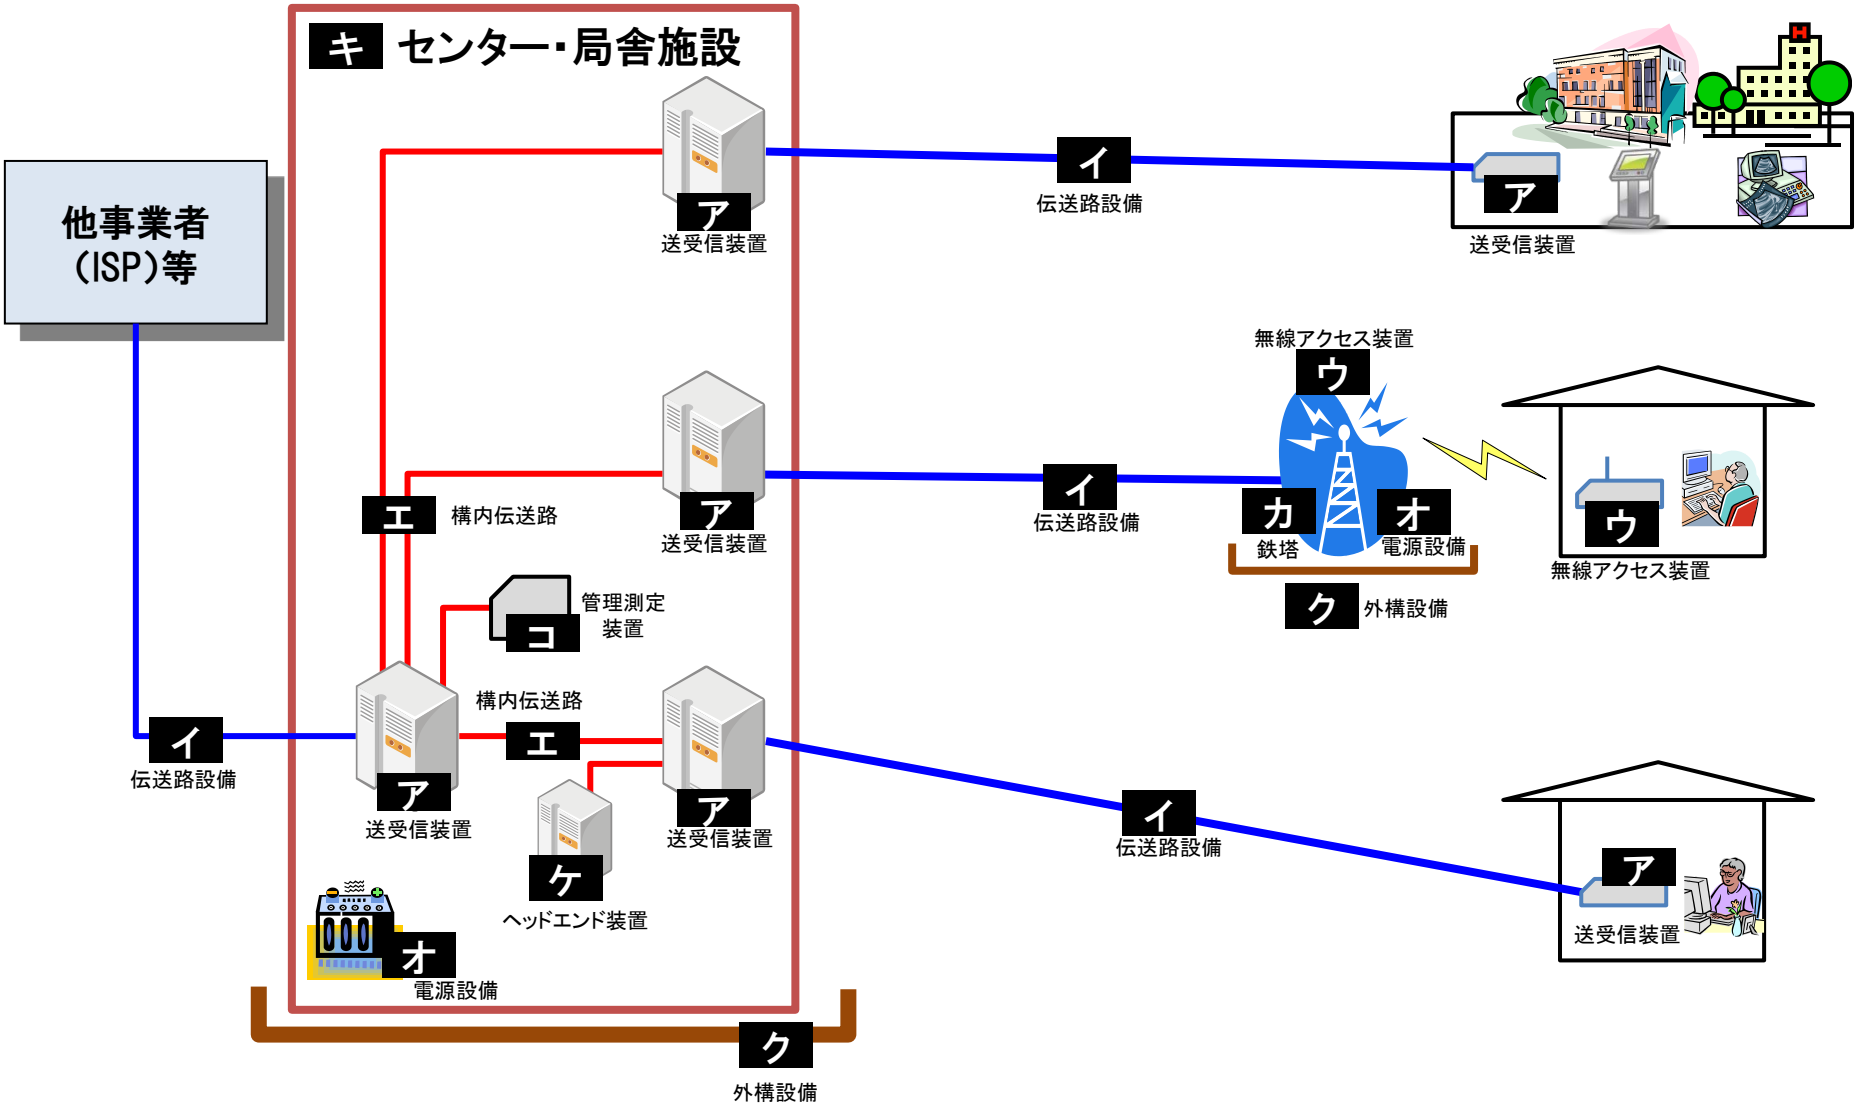 キ センター・局舎施設
他事業者
（ISP）等
ア
送受信装置
イ
伝送路設備
H
ア
送受信装置
無線アクセス装置
ウ
ア
送受信装置
イ
伝送路設備
カ
鉄塔
オ
電源設備
ク 外構設備
ウ
無線アクセス装置
エ 構内伝送路
管理測定
装置
コ
構内伝送路
エ
イ
伝送路設備
ア
送受信装置
ア
送受信装置
ケ
ヘッドエンド装置
イ
伝送路設備
ア
送受信装置
オ
電源設備
ク
外構設備